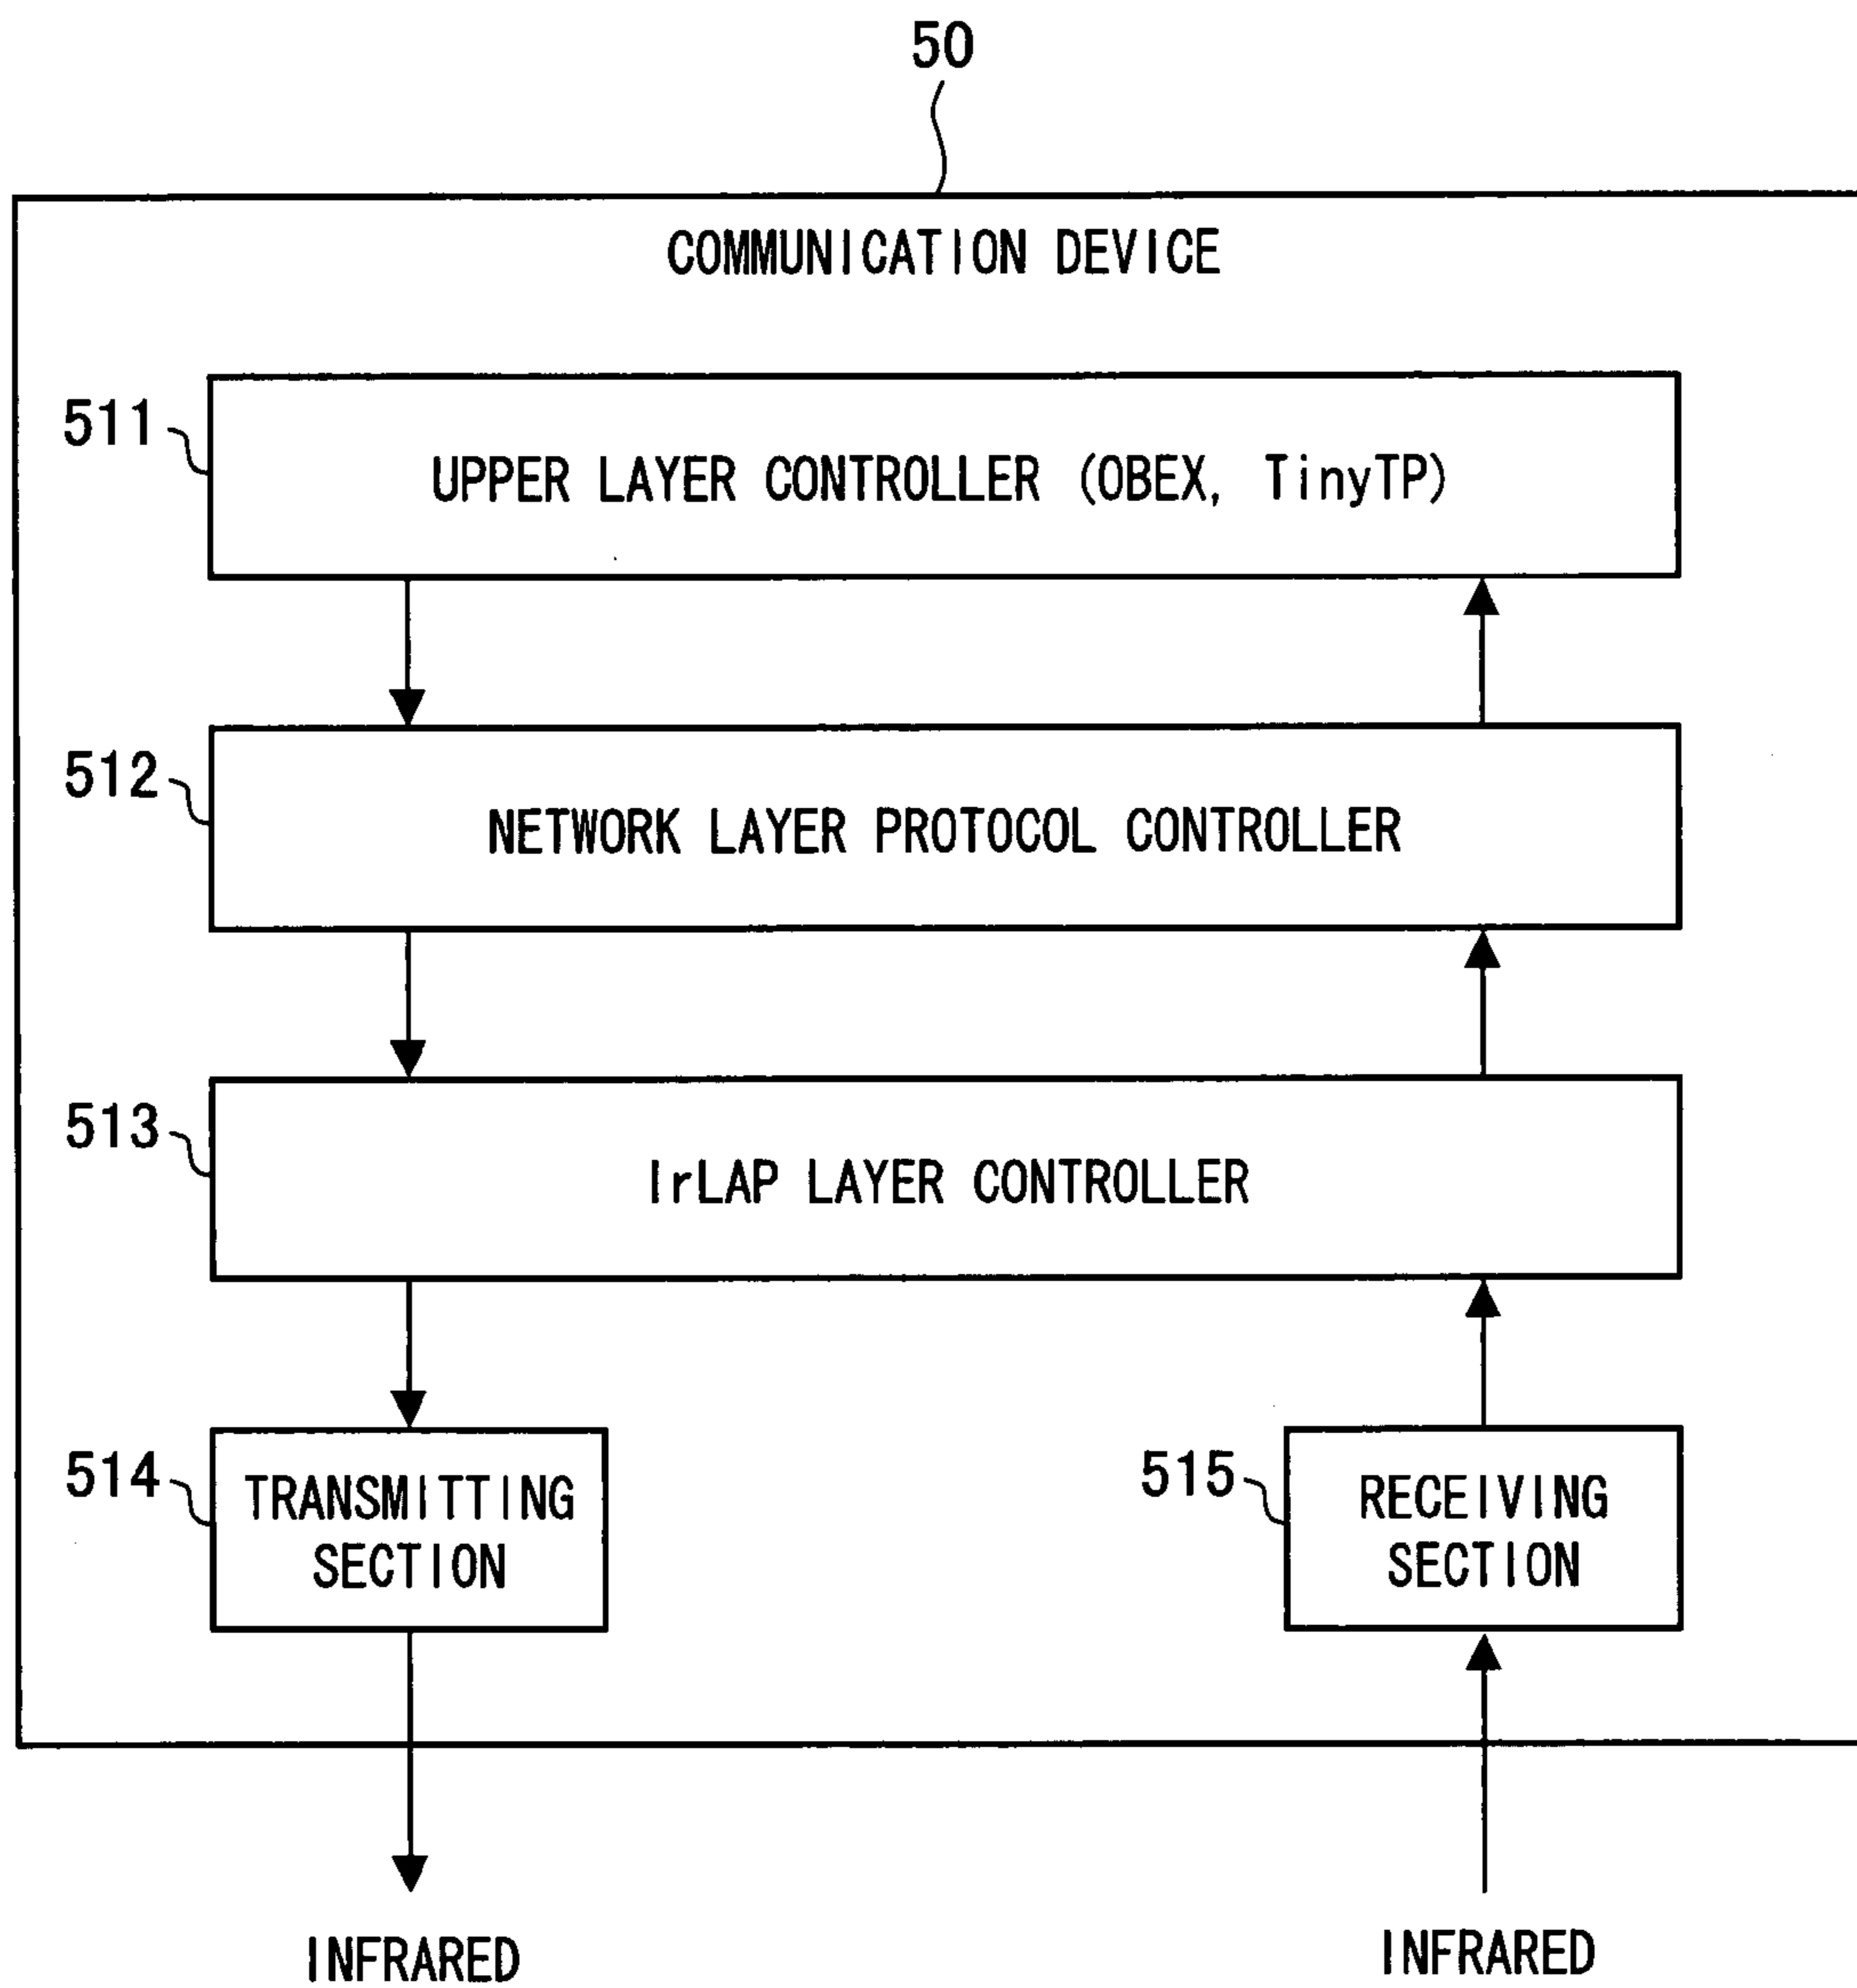 50
COMMUNICATION DEVICE
511
UPPER LAYER CONTROLLER (OBEX, TinyTP)
512
NETWORK LAYER PROTOCOL CONTROLLER
513
IrLAP LAYER CONTROLLER
514
TRANSMITTING
SECTION
515
RECEIVING
SECTION
INFRARED
INFRARED